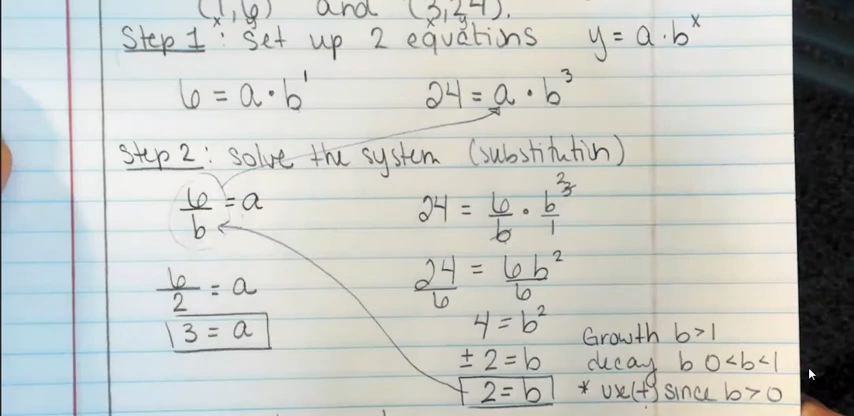 (1,6) and (3,24).
Step 1: Set up 2 equations y = a·b^x
6 = a·b^1 24 = a·b^3
Step 2: solve the system (substitution)
6/b = a 24 = 6/b · b^3/1 2
6/2 = a 24/6 = 6b^2/6
3 = a 4 = b^2
Growth b>1
±2 = b decay b 0<b<1
2 = b * use(+) since b>0